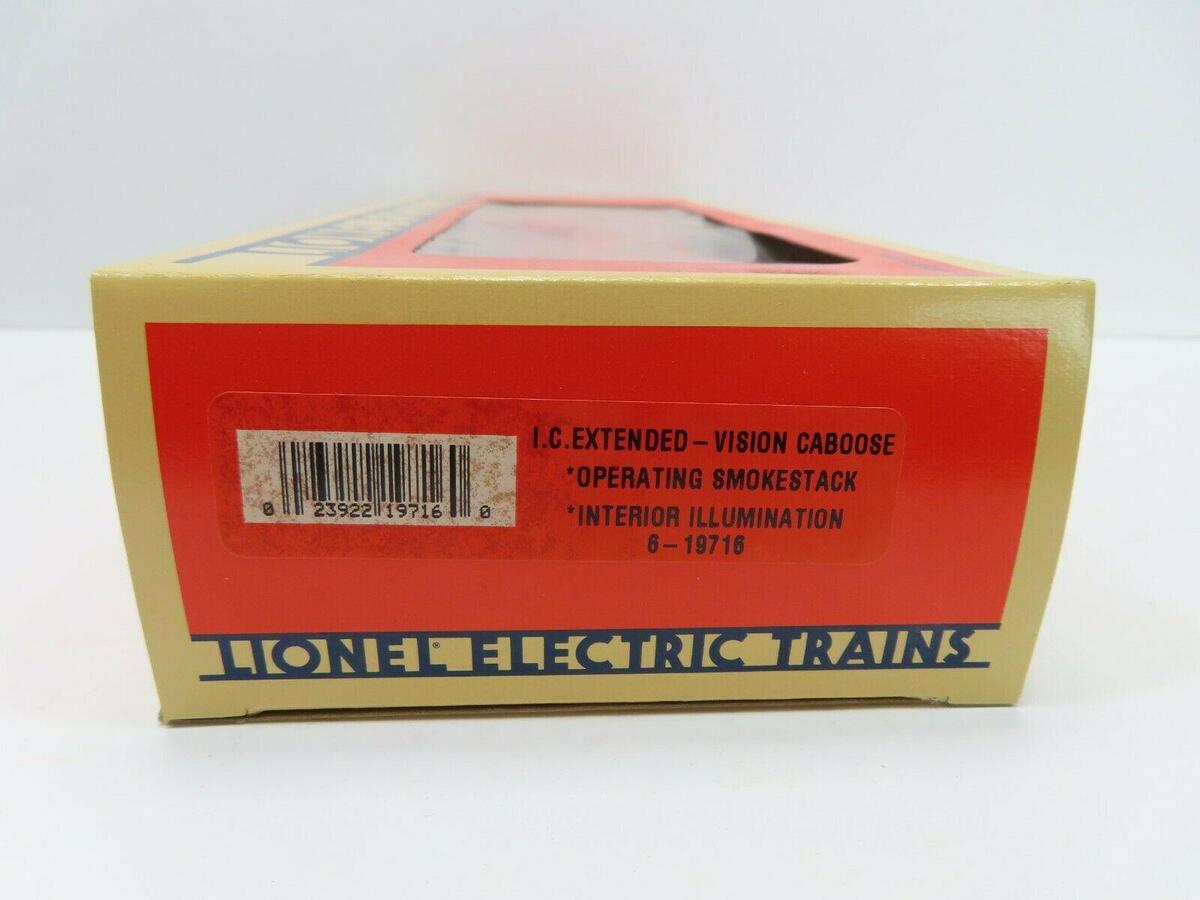 I.C.EXTENDED–VISION CABOOSE
*OPERATING SMOKESTACK
*INTERIOR ILLUMINATION
6–19716
0 23922 19716 0
LIONEL® ELECTRIC TRAINS